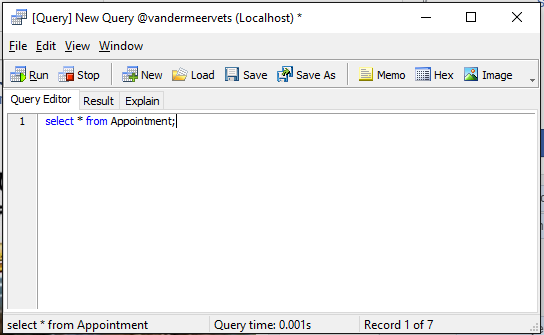 [Query] New Query @vandermeervets (Localhost) *
File Edit View Window
Run Stop New Load Save Save As Memo Hex Image
Query Editor Result Explain
1 select * from Appointment;
select * from Appointment Query time: 0.001s Record 1 of 7